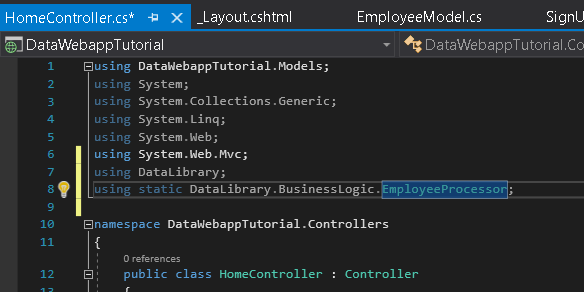 HomeController.cs* _Layout.cshtml EmployeeModel.cs SignU
DataWebappTutorial DataWebappTutorial.Co
1 using DataWebappTutorial.Models;
2 using System;
3 using System.Collections.Generic;
4 using System.Linq;
5 using System.Web;
6 using System.Web.Mvc;
7 using DataLibrary;
8 using static DataLibrary.BusinessLogic.EmployeeProcessor;
9
10 namespace DataWebappTutorial.Controllers
11 {
0 references
12 public class HomeController : Controller
{